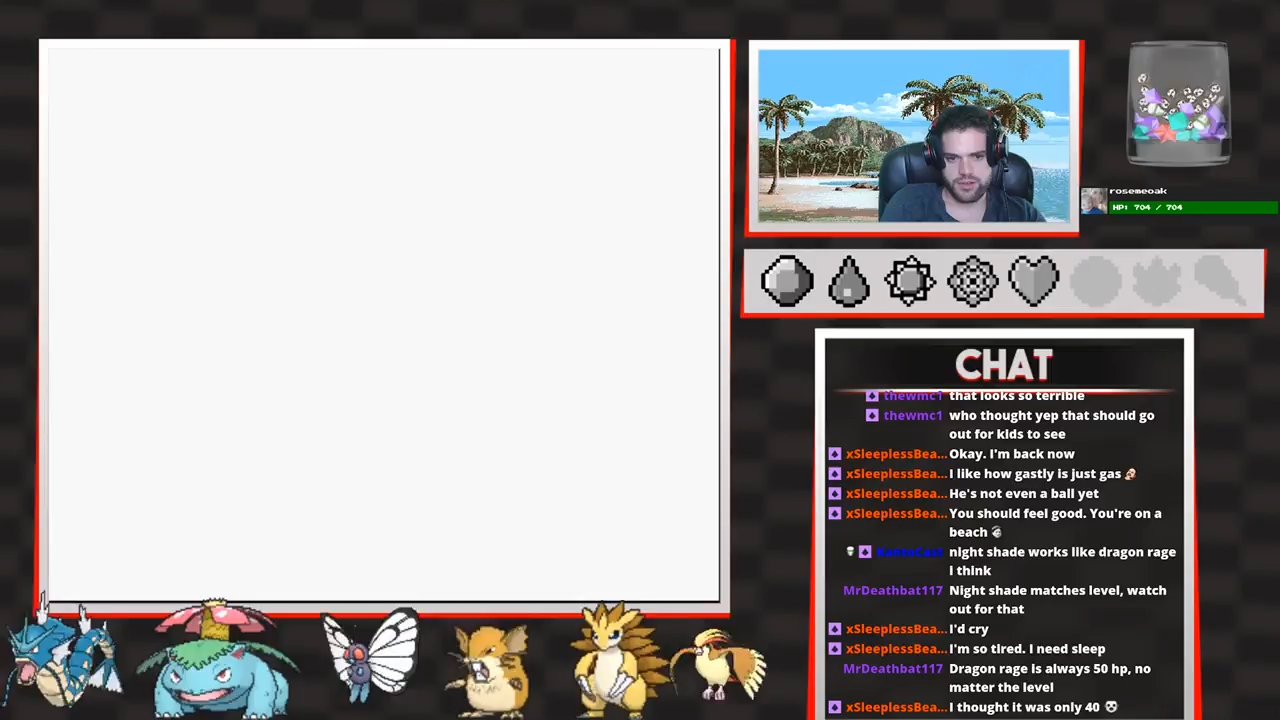 rosemeoak
HP: 704 / 704
CHAT
thewmc1 that looks so terrible
thewmc1 who thought yep that should go
out for kids to see
xSleeplessBea... Okay. I'm back now
xSleeplessBea... I like how gastly is just gas
xSleeplessBea... He's not even a ball yet
xSleeplessBea... You should feel good. You're on a
beach
night shade works like dragon rage
I think
MrDeathbat117 Night shade matches level, watch
out for that
xSleeplessBea... I'd cry
xSleeplessBea... I'm so tired. I need sleep
MrDeathbat117 Dragon rage is always 50 hp, no
matter the level
xSleeplessBea... I thought it was only 40